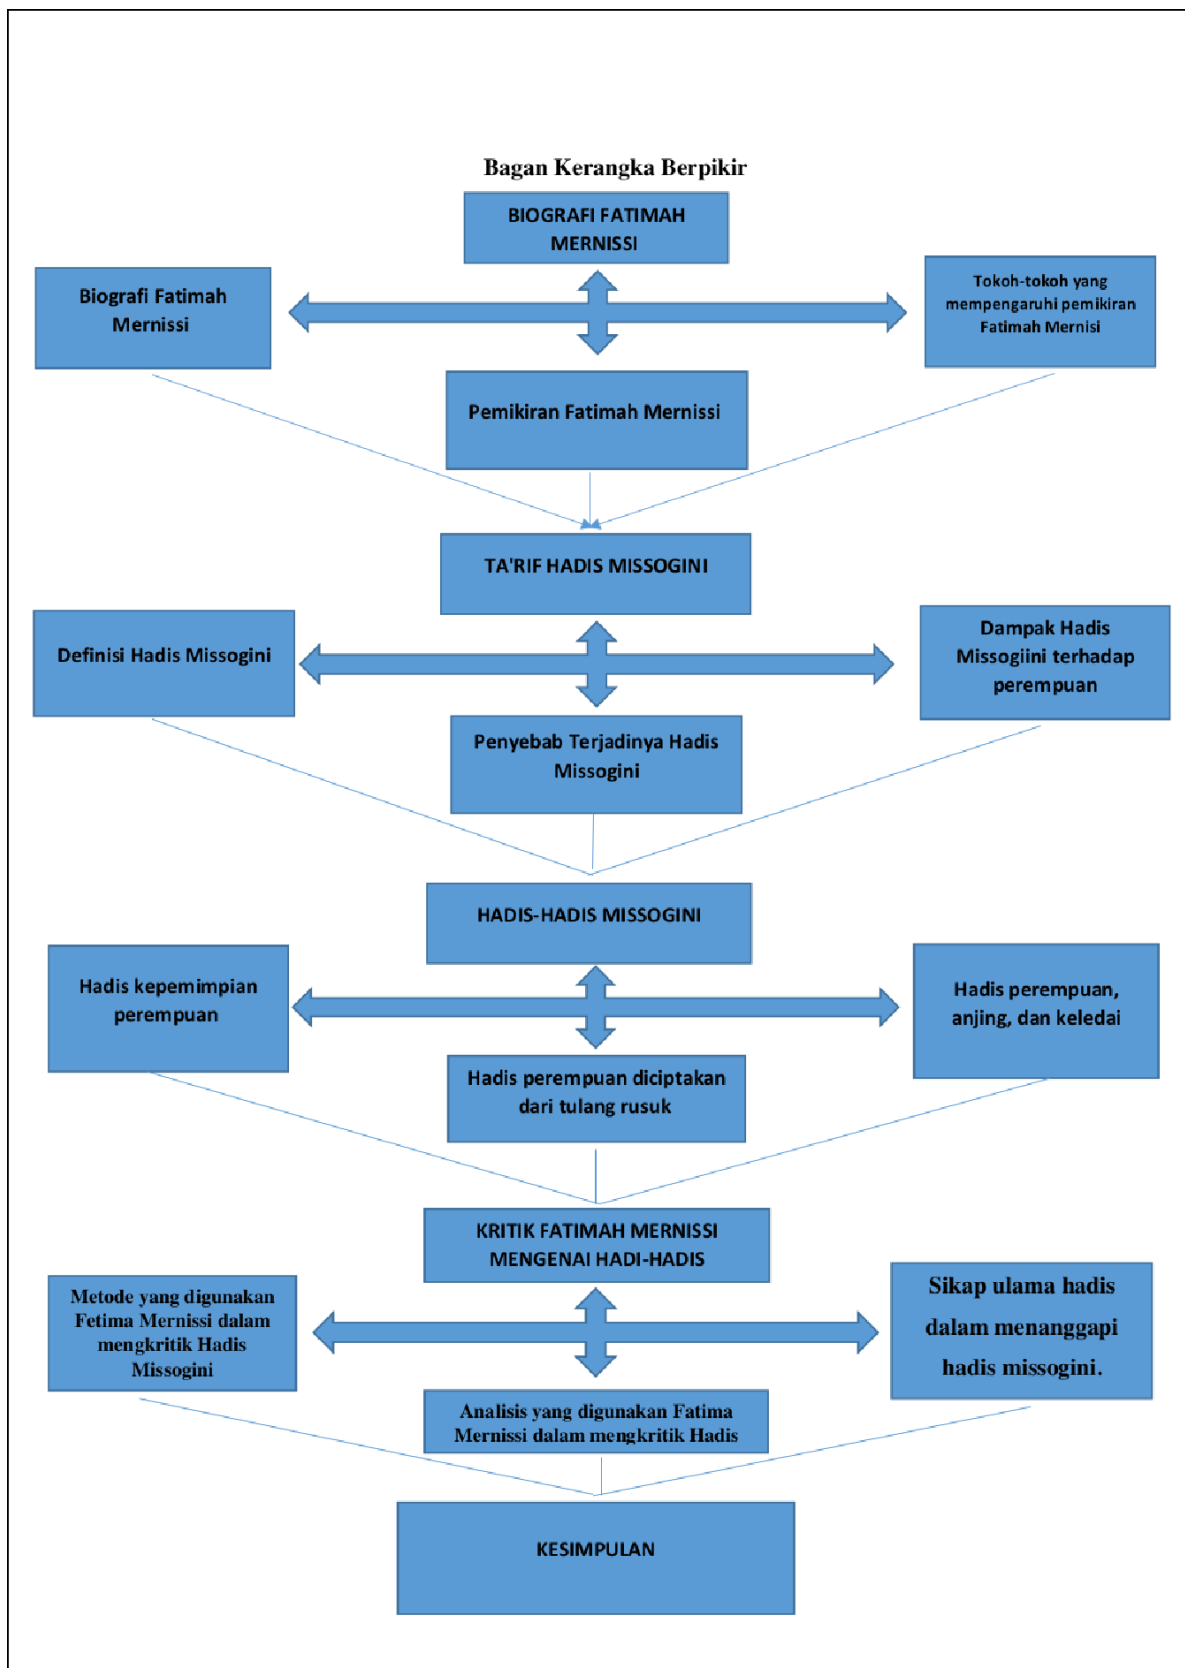 Bagan Kerangka Berpikir
BIOGRAFI FATIMAH
MERNISSI
Biografi Fatimah
Mernissi
Tokoh-tokoh yang
mempengaruhi pemikiran
Fatimah Mernisi
Pemikiran Fatimah Mernissi
TA'RIF HADIS MISSOGINI
Definisi Hadis Missogini
Dampak Hadis
Missogiini terhadap
perempuan
Penyebab Terjadinya Hadis
Missogini
HADIS-HADIS MISSOGINI
Hadis kepemimpian
perempuan
Hadis perempuan,
anjing, dan keledai
Hadis perempuan diciptakan
dari tulang rusuk
KRITIK FATIMAH MERNISSI
MENGENAI HADI-HADIS
Metode yang digunakan
Fetima Mernissi dalam
mengkritik Hadis
Missogini
Sikap ulama hadis
dalam menanggapi
hadis missogini.
Analisis yang digunakan Fatima
Mernissi dalam mengkritik Hadis
KESIMPULAN